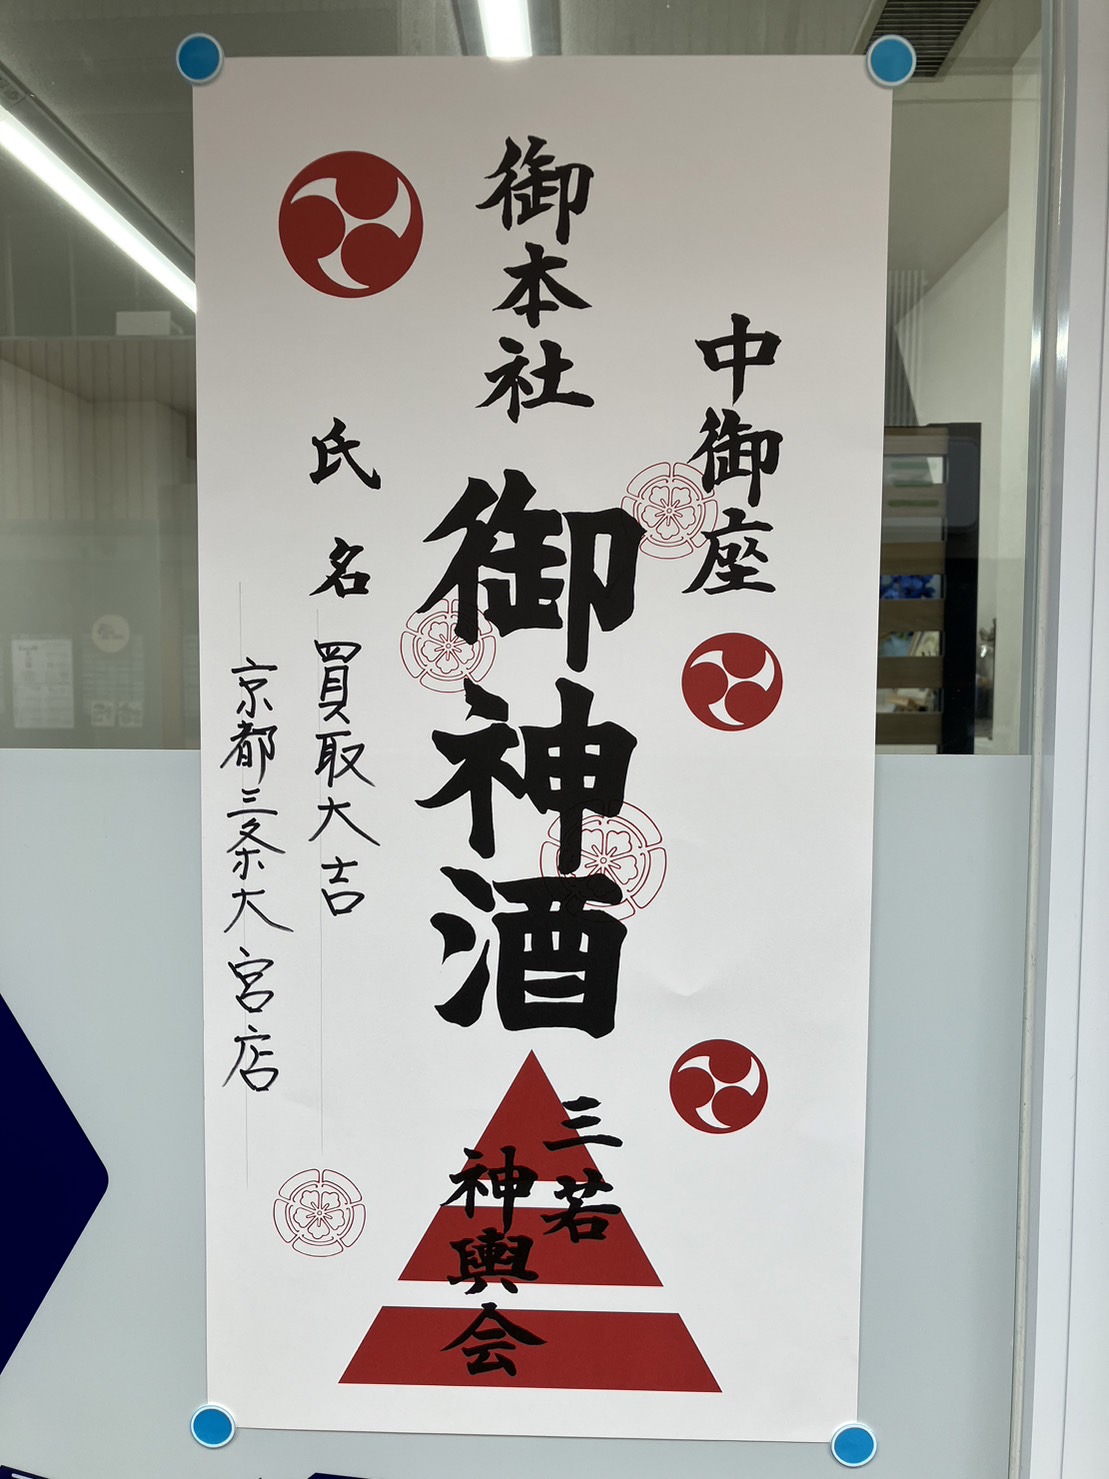 中御座
御本社
御神酒
三若
神輿会
氏名
買取大吉
京都三条大宮店